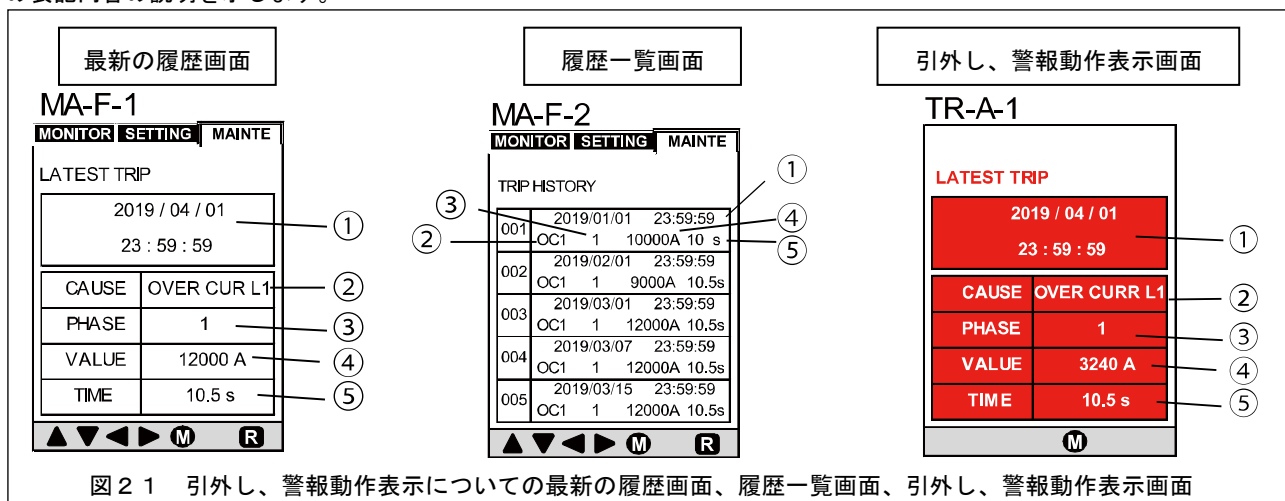 の表記内容の説明を示します。
最新の履歴画面
MA-F-1
MONITOR SETTING MAINTE
LATEST TRIP
2019 / 04 / 01
23 : 59 : 59
①
CAUSE OVER CUR L1 ②
PHASE 1 ③
VALUE 12000 A ④
TIME 10.5 s ⑤
M R
履歴一覧画面
MA-F-2
MONITOR SETTING MAINTE
TRIP HISTORY
①
③
④
②
⑤
001 2019/01/01 23:59:59
OC1 1 10000A 10 s
002 2019/02/01 23:59:59
OC1 1 9000A 10.5s
003 2019/03/01 23:59:59
OC1 1 12000A 10.5s
004 2019/03/07 23:59:59
OC1 1 12000A 10.5s
005 2019/03/15 23:59:59
OC1 1 12000A 10.5s
M R
引外し、警報動作表示画面
TR-A-1
LATEST TRIP
2019 / 04 / 01
23 : 59 : 59
①
CAUSE OVER CURR L1 ②
PHASE 1 ③
VALUE 3240 A ④
TIME 10.5 s ⑤
M
図21 引外し、警報動作表示についての最新の履歴画面、履歴一覧画面、引外し、警報動作表示画面